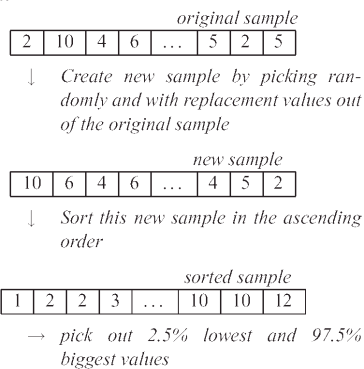 original sample
2 10 4 6 ... 5 2 5
↓ Create new sample by picking ran-
domly and with replacement values out
of the original sample
new sample
10 6 4 6 ... 4 5 2
↓ Sort this new sample in the ascending
order
sorted sample
1 2 2 3 ... 10 10 12
→ pick out 2.5% lowest and 97.5%
biggest values